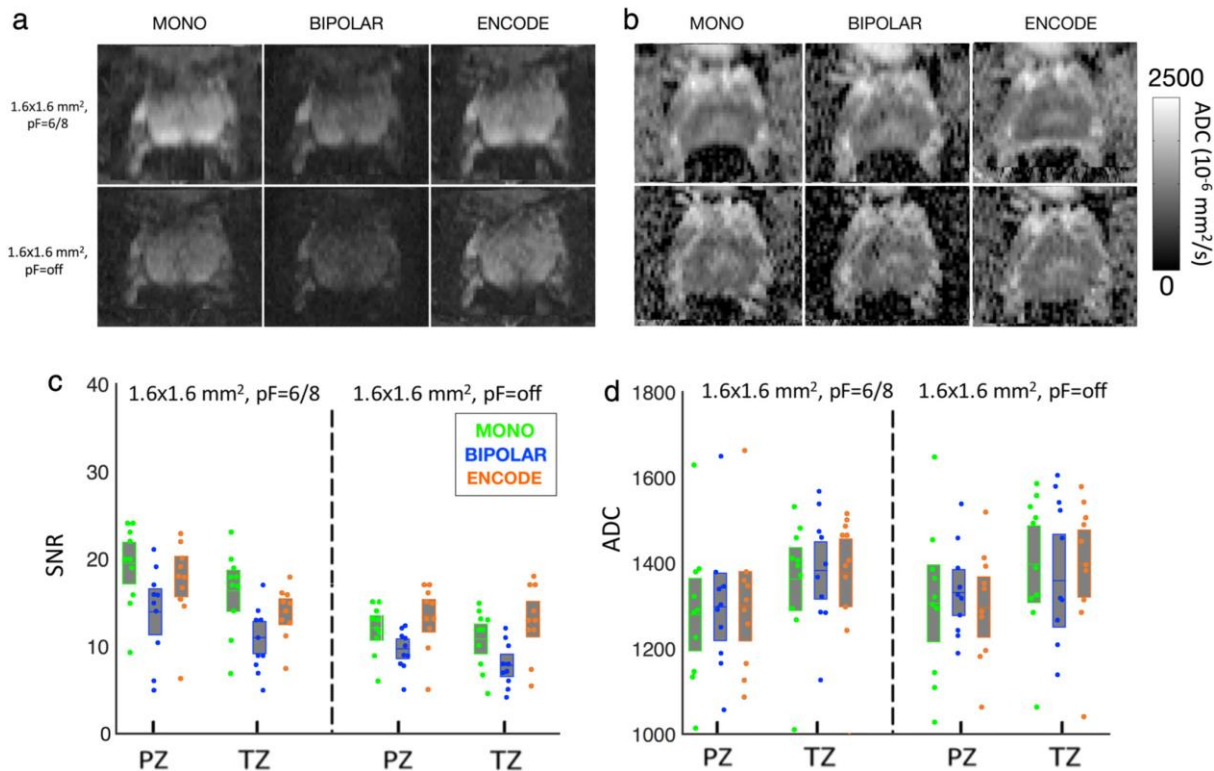 a
MONO BIPOLAR ENCODE
1.6x1.6 mm²,
pF=6/8
1.6x1.6 mm²,
pF=off
b
MONO BIPOLAR ENCODE
2500
ADC (10⁻⁶ mm²/s)
0
c
1.6x1.6 mm², pF=6/8 1.6x1.6 mm², pF=off
MONO
BIPOLAR
ENCODE
SNR
40
30
20
10
0
PZ TZ PZ TZ
d
1.6x1.6 mm², pF=6/8 1.6x1.6 mm², pF=off
ADC
1800
1600
1400
1200
1000
PZ TZ PZ TZ